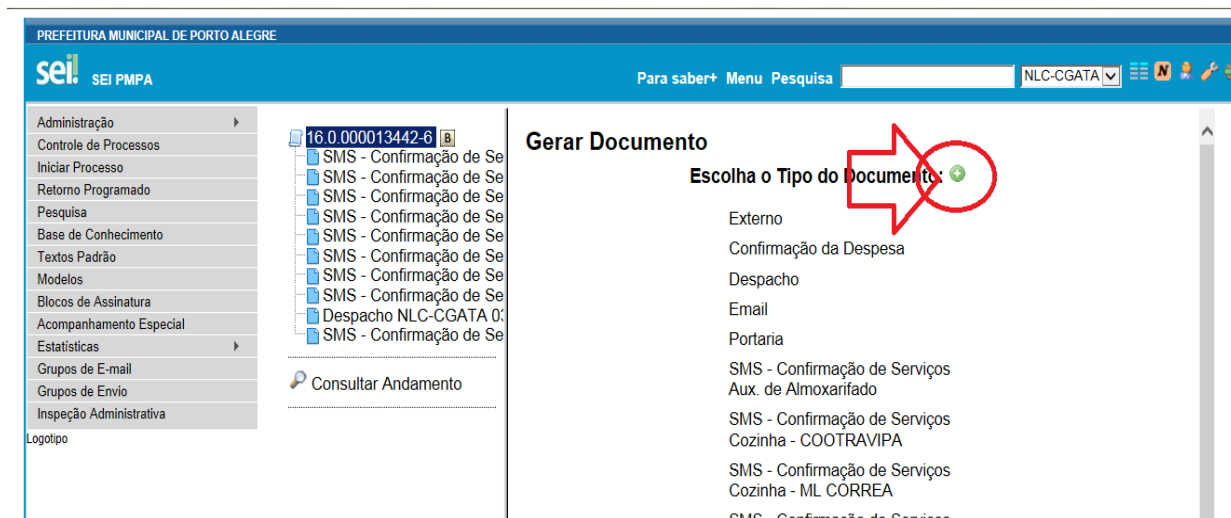 PREFEITURA MUNICIPAL DE PORTO ALEGRE
sei! SEI PMPA
Para saber+ Menu Pesquisa NLC-CGATA N
Administração
Controle de Processos
Iniciar Processo
Retorno Programado
Pesquisa
Base de Conhecimento
Textos Padrão
Modelos
Blocos de Assinatura
Acompanhamento Especial
Estatísticas
Grupos de E-mail
Grupos de Envio
Inspeção Administrativa
Logotipo
16.0.000013442-6 B
SMS - Confirmação de Se
SMS - Confirmação de Se
SMS - Confirmação de Se
SMS - Confirmação de Se
SMS - Confirmação de Se
SMS - Confirmação de Se
SMS - Confirmação de Se
SMS - Confirmação de Se
Despacho NLC-CGATA 03
SMS - Confirmação de Se
Consultar Andamento
Gerar Documento
Escolha o Tipo do Documento:
Externo
Confirmação da Despesa
Despacho
Email
Portaria
SMS - Confirmação de Serviços
Aux. de Almoxarifado
SMS - Confirmação de Serviços
Cozinha - COOTRAVIPA
SMS - Confirmação de Serviços
Cozinha - ML CORREA
SMS - Confirmação de Serviços